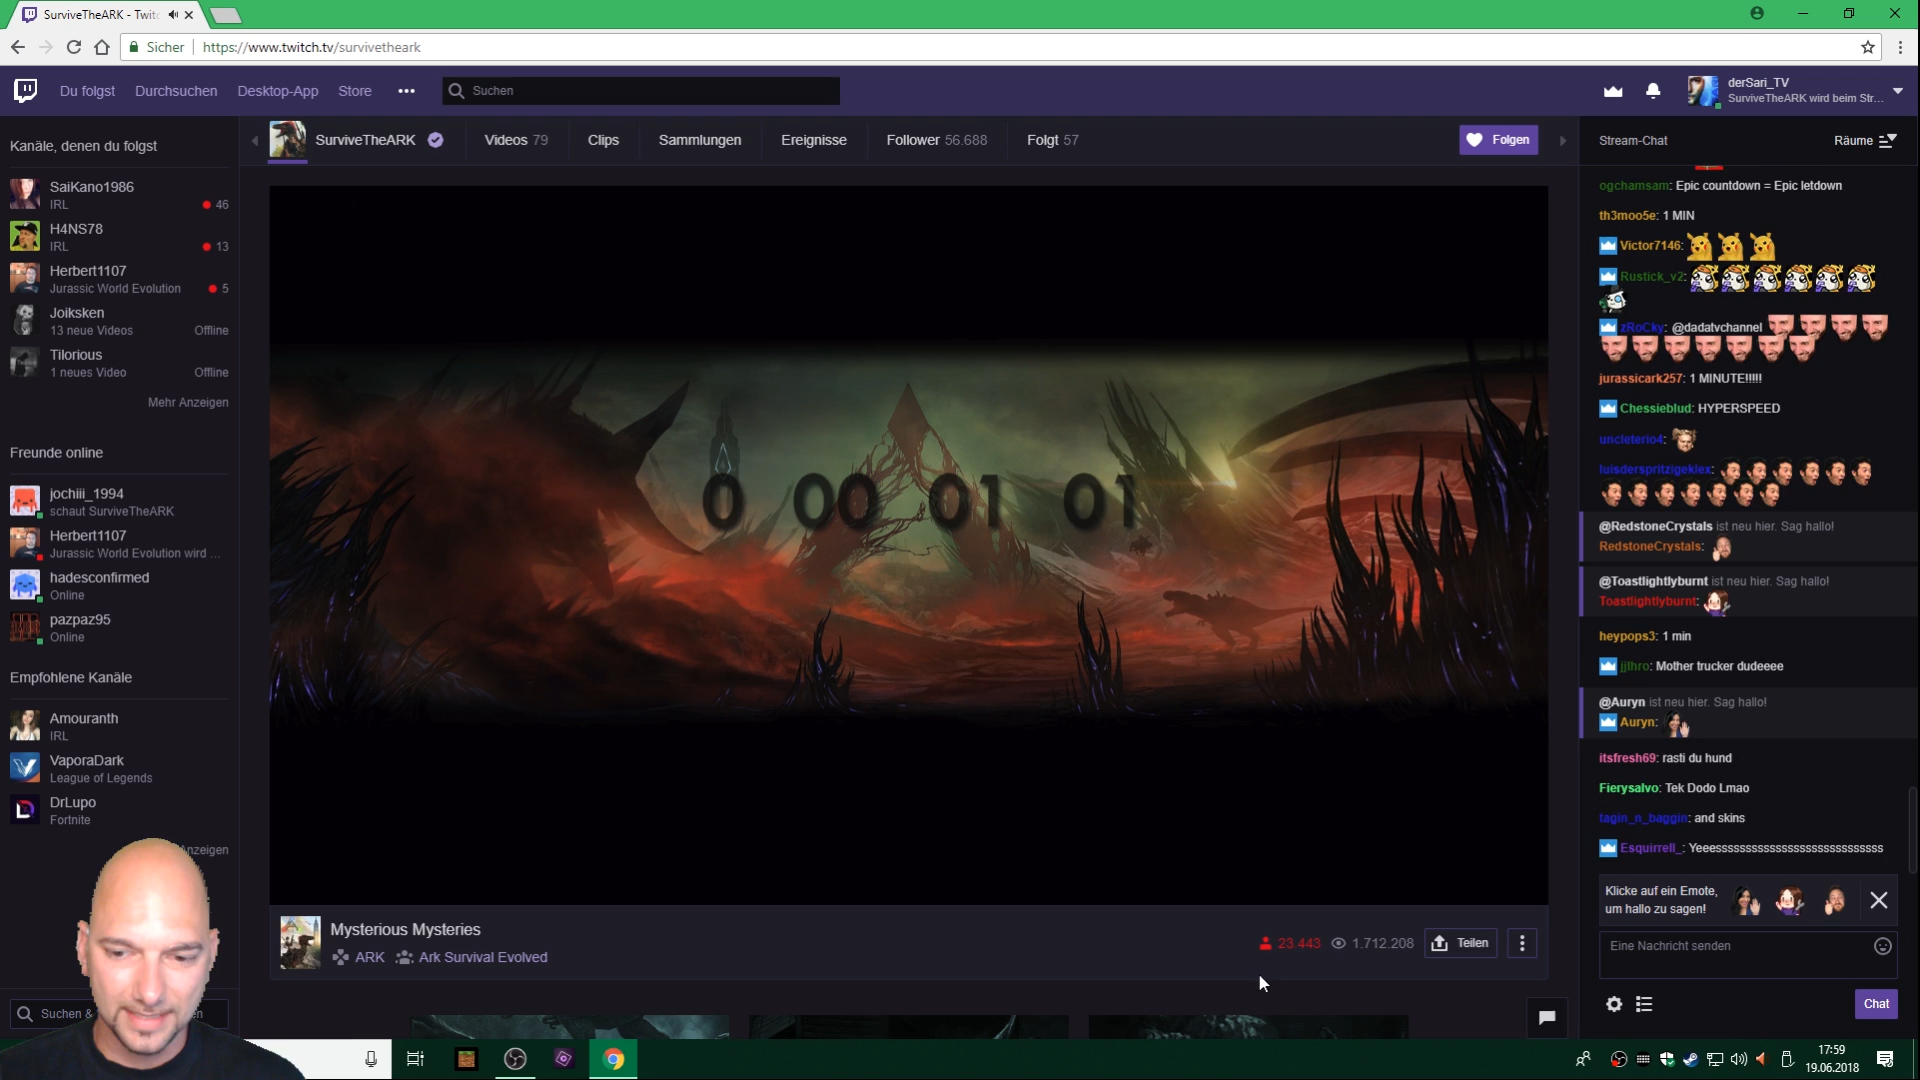 SurviveTheARK - Twitc
Sicher
https://www.twitch.tv/survivetheark
Du folgst
Durchsuchen
Desktop-App
Store
Suchen
derSari_TV
SurviveTheARK wird beim Str...
Kanäle, denen du folgst
SaiKano1986
IRL
46
H4NS78
IRL
13
Herbert1107
Jurassic World Evolution
5
Joiksken
13 neue Videos
Offline
Tilorious
1 neues Video
Offline
Mehr Anzeigen
Freunde online
jochiii_1994
schaut SurviveTheARK
Herbert1107
Jurassic World Evolution wird ...
hadesconfirmed
Online
pazpaz95
Online
Empfohlene Kanäle
Amouranth
IRL
VaporaDark
League of Legends
DrLupo
Fortnite
Anzeigen
Suchen &
en
SurviveTheARK
Videos 79
Clips
Sammlungen
Ereignisse
Follower 56.688
Folgt 57
Folgen
0 00 01 01
Mysterious Mysteries
ARK
Ark Survival Evolved
23.443
1.712.208
Teilen
Stream-Chat
Räume
ogchamsam: Epic countdown = Epic letdown
th3moo5e: 1 MIN
Victor7146:
Rustick_v2:
zRoCky: @dadatvchannel
jurassicark257: 1 MINUTE!!!!!
Chessieblud: HYPERSPEED
uncleterio4:
luisderspritzigeklex:
@RedstoneCrystals ist neu hier. Sag hallo!
RedstoneCrystals:
@Toastlightlyburnt ist neu hier. Sag hallo!
Toastlightlyburnt:
heypops3: 1 min
jjthro: Mother trucker dudeeee
@Auryn ist neu hier. Sag hallo!
Auryn:
itsfresh69: rasti du hund
Fierysalvo: Tek Dodo Lmao
tagin_n_baggin: and skins
Esquirrell_: Yeeesssssssssssssssssssssssssssss
Klicke auf ein Emote,
um hallo zu sagen!
Eine Nachricht senden
Chat
17:59
19.06.2018